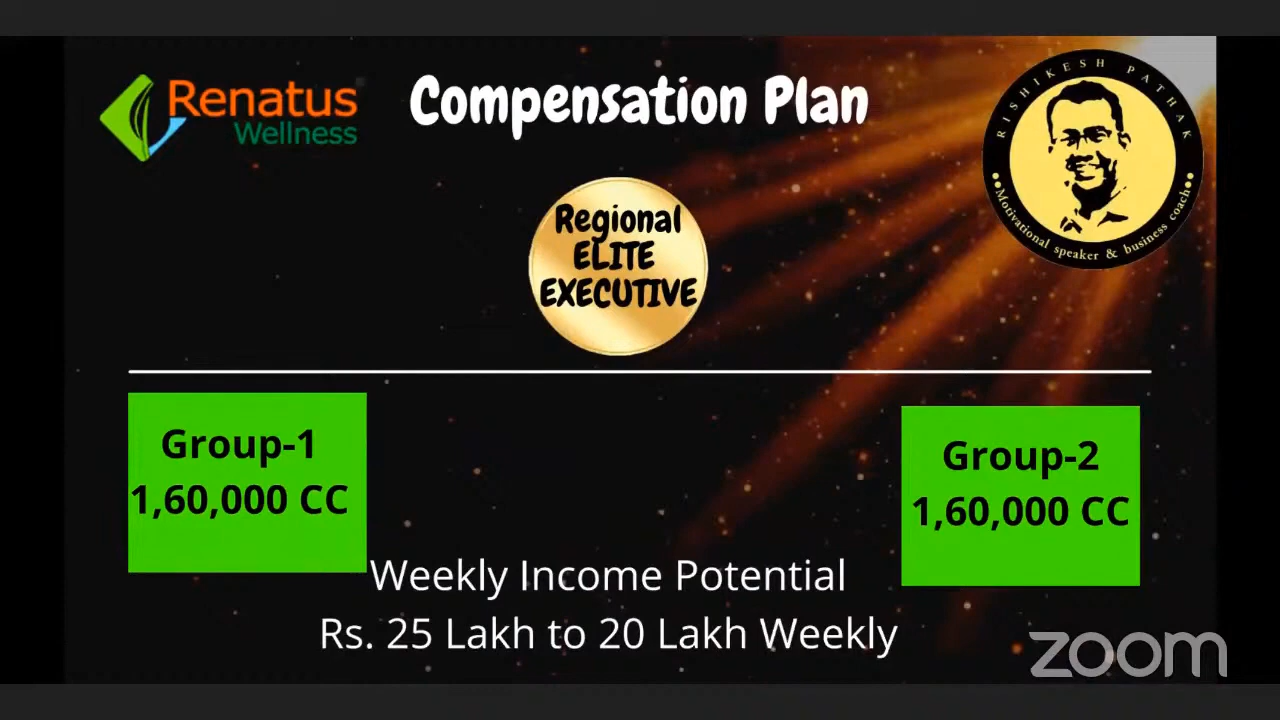 Renatus
Wellness
Compensation Plan
RISHIKESH PATHAK
Motivational speaker & business coach
Regional
ELITE
EXECUTIVE
Group-1
1,60,000 CC
Group-2
1,60,000 CC
Weekly Income Potential
Rs. 25 Lakh to 20 Lakh Weekly
zoom